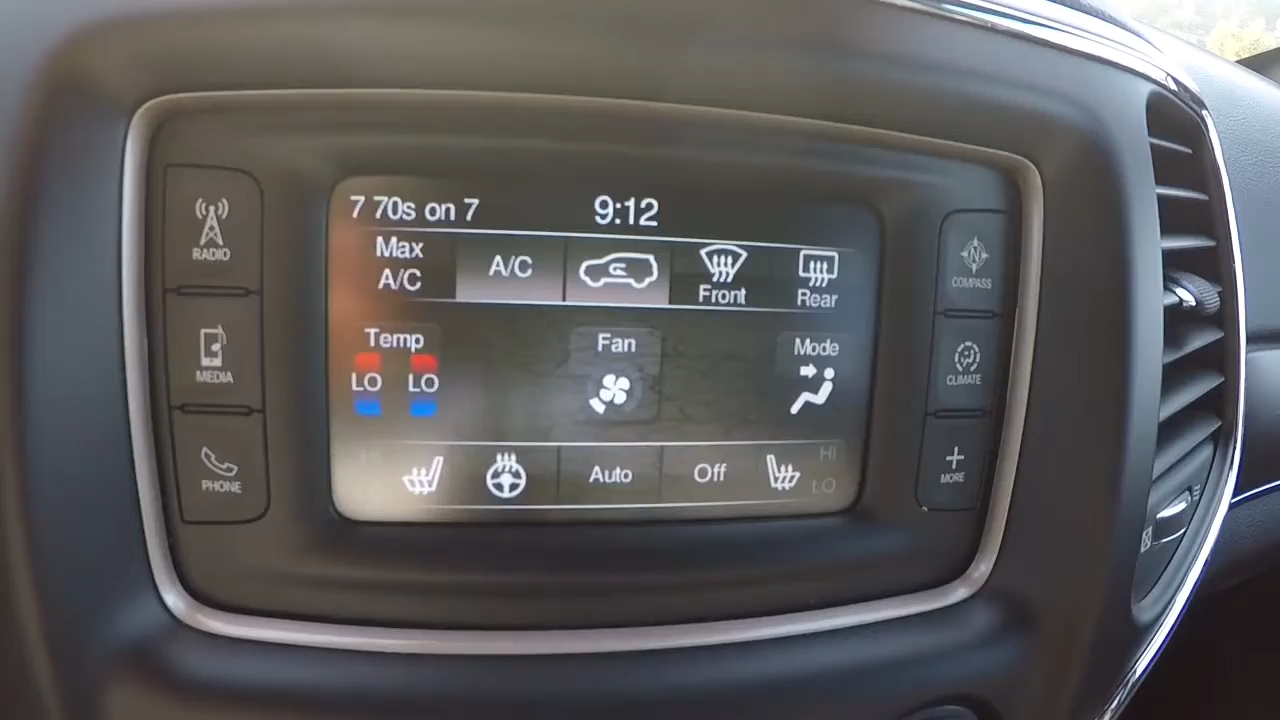 7 70s on 7
9:12
Max
A/C
A/C
Front
Rear
Temp
LO
LO
Fan
Mode
Auto
Off
HI
LO
RADIO
MEDIA
PHONE
N
COMPASS
CLIMATE
MORE